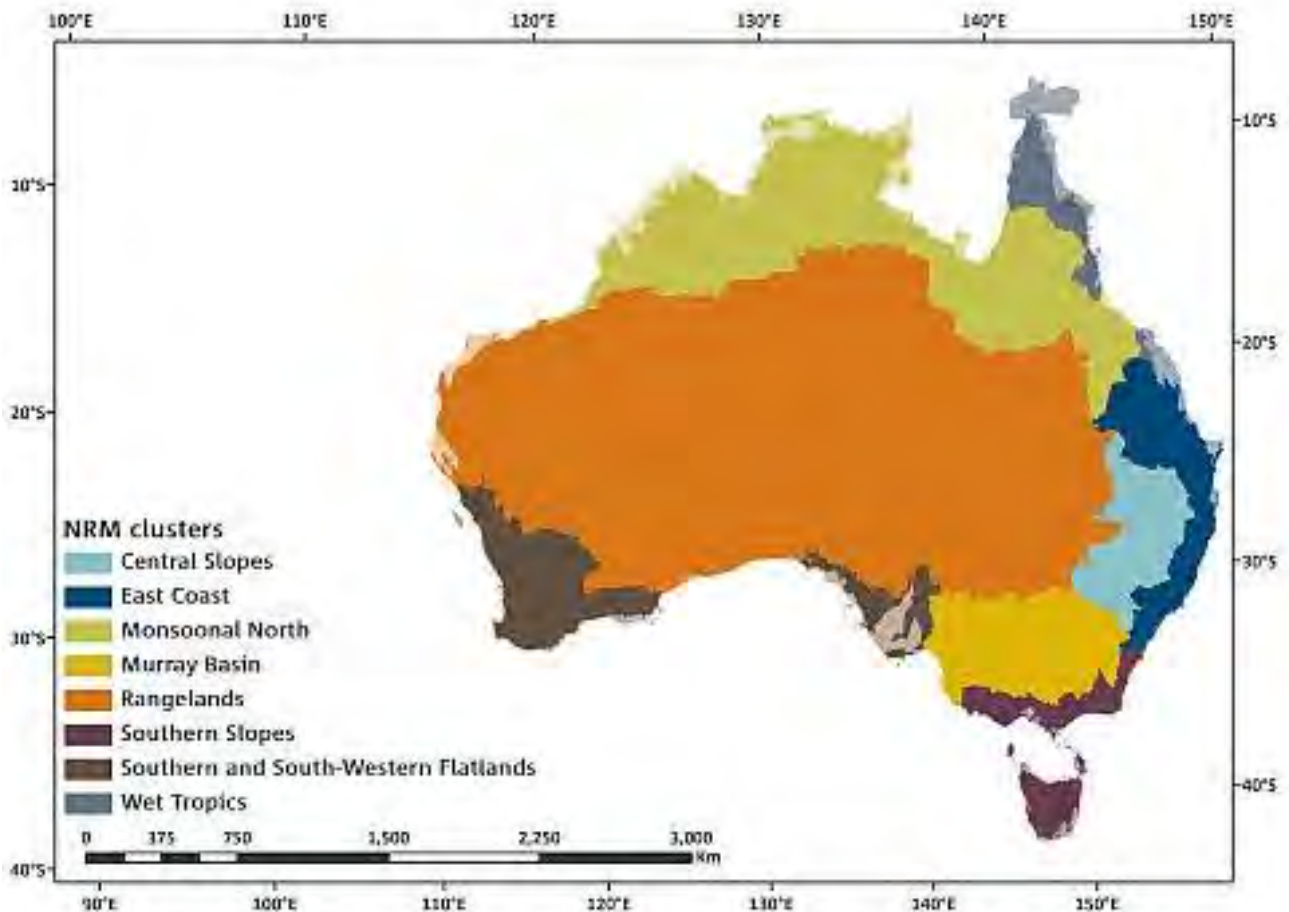 100°E 110°E 120°E 130°E 140°E 150°E
10°S
10°S
20°S
20°S
30°S
30°S
40°S
40°S
NRM clusters
Central Slopes
East Coast
Monsoonal North
Murray Basin
Rangelands
Southern Slopes
Southern and South-Western Flatlands
Wet Tropics
0 375 750 1,500 2,250 3,000
Km
90°E 100°E 110°E 120°E 130°E 140°E 150°E